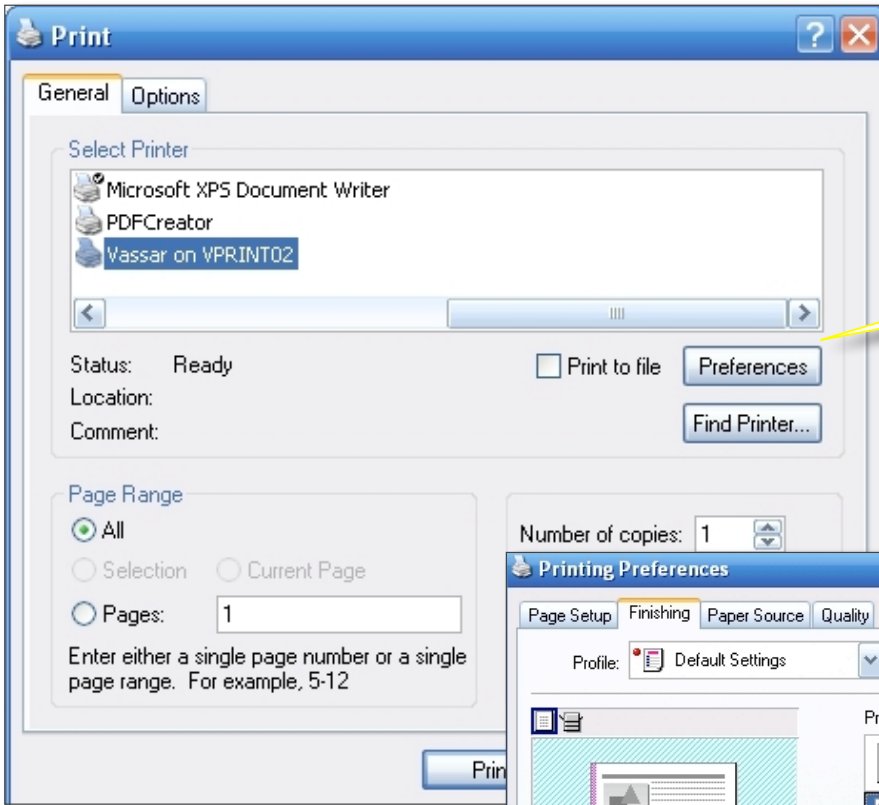 Print
General Options
Select Printer
Microsoft XPS Document Writer
PDFCreator
Vassar on VPRINT02
Status: Ready
Print to file
Preferences
Location:
Comment:
Find Printer...
Page Range
All
Selection Current Page
Pages: 1
Enter either a single page number or a single
page range. For example, 5-12
Number of copies: 1
Printing Preferences
Page Setup Finishing Paper Source Quality
Profile: Default Settings
Pr
Prin